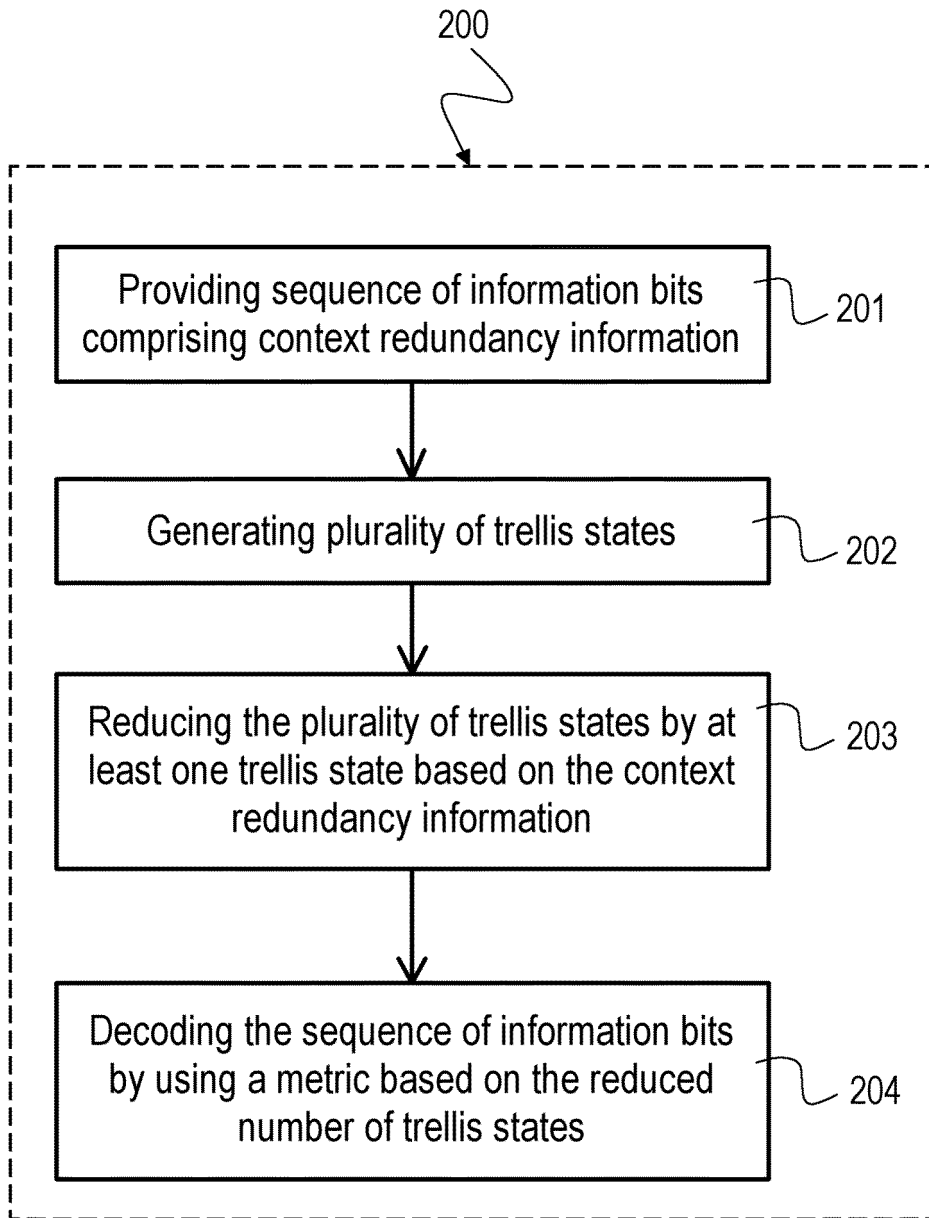 200
Providing sequence of information bits
comprising context redundancy information
201
Generating plurality of trellis states
202
Reducing the plurality of trellis states by at
least one trellis state based on the context
redundancy information
203
Decoding the sequence of information bits
by using a metric based on the reduced
number of trellis states
204